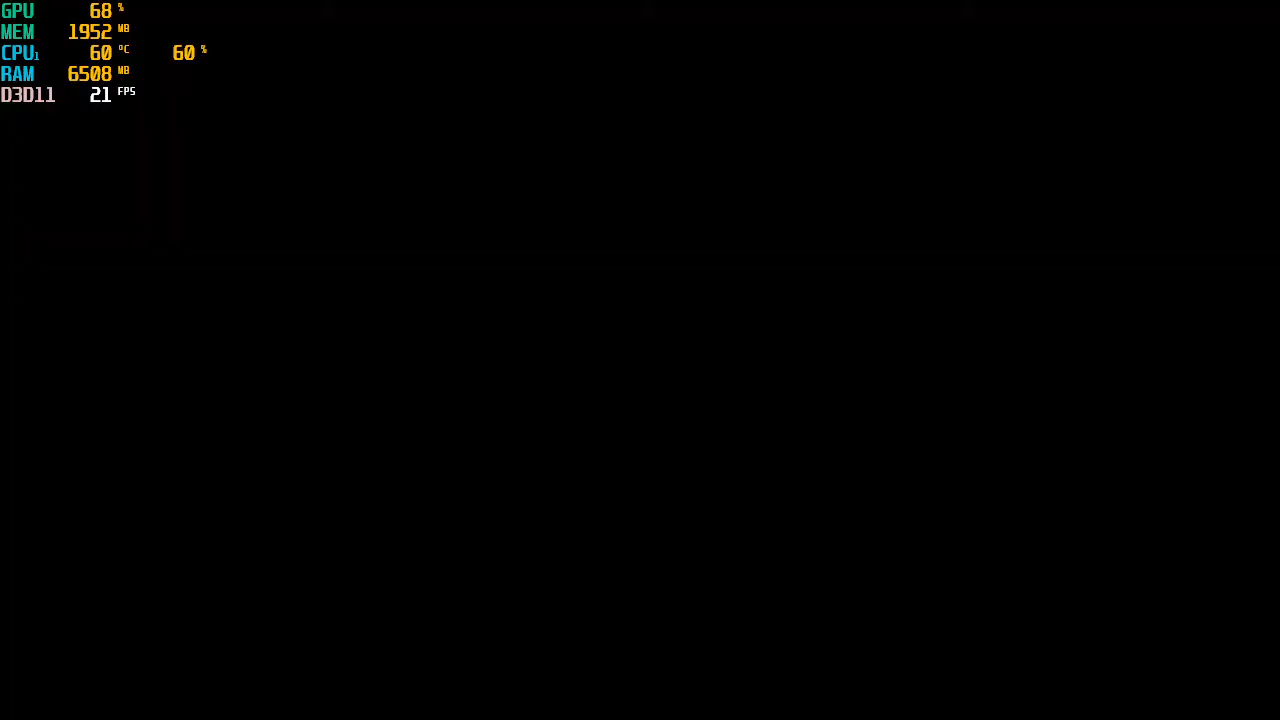 GPU 68 %
MEM 1952 MB
CPU1 60 °C 60 %
RAM 6508 MB
D3D11 21 FPS